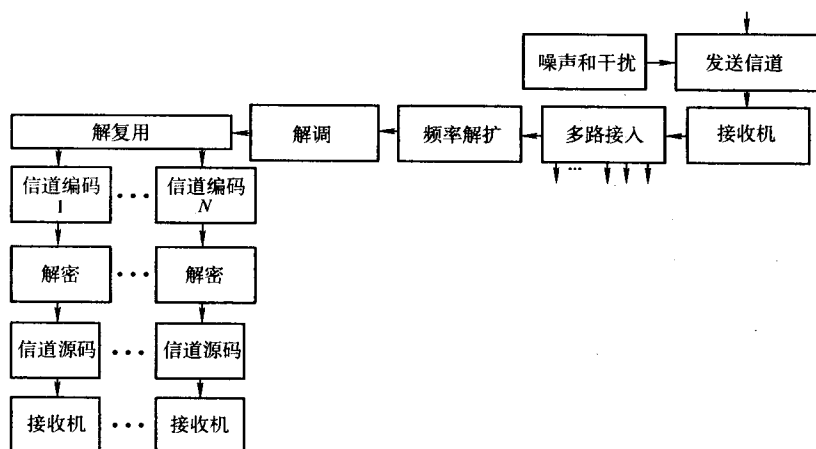 噪声和干扰
发送信道
解复用
解调
频率解扩
多路接入
接收机
...
信道编码
1
...
信道编码
N
解密
...
解密
信道源码
...
信道源码
接收机
...
接收机